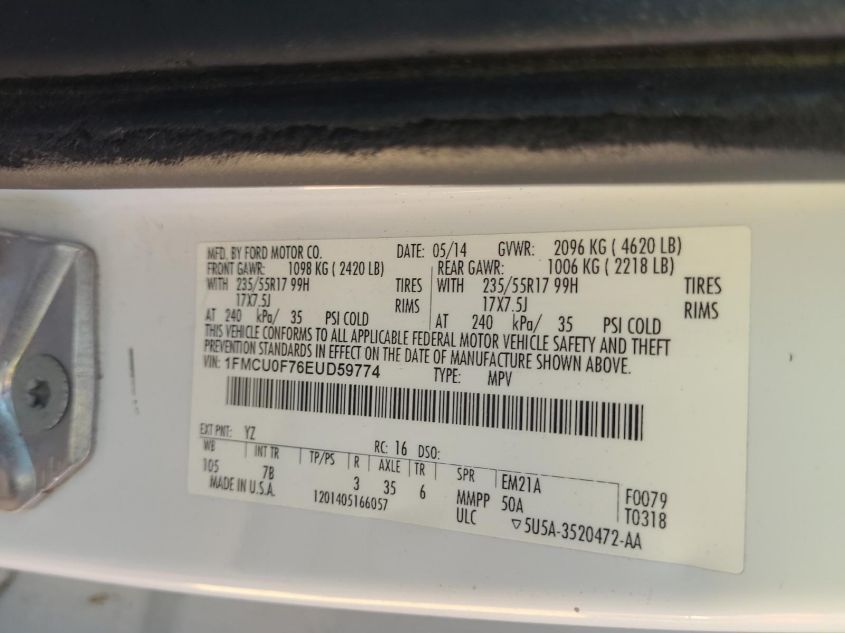 MFD. BY FORD MOTOR CO. DATE: 05/14 GVWR: 2096 KG ( 4620 LB)
FRONT GAWR: 1098 KG ( 2420 LB) REAR GAWR: 1006 KG ( 2218 LB)
WITH 235/55R17 99H TIRES WITH 235/55R17 99H TIRES
17X7.5J RIMS 17X7.5J RIMS
AT 240 kPa/ 35 PSI COLD AT 240 kPa/ 35 PSI COLD
THIS VEHICLE CONFORMS TO ALL APPLICABLE FEDERAL MOTOR VEHICLE SAFETY AND THEFT
PREVENTION STANDARDS IN EFFECT ON THE DATE OF MANUFACTURE SHOWN ABOVE.
VIN: 1FMCU0F76EUD59774 TYPE: MPV
EXT PNT: YZ RC: 16 DSO:
WB INT TR TP/PS R AXLE TR SPR EM21A F0079
105 7B 3 35 6 MMPP 50A T0318
MADE IN U.S.A. 1201405166057 ULC ▽5U5A-3520472-AA